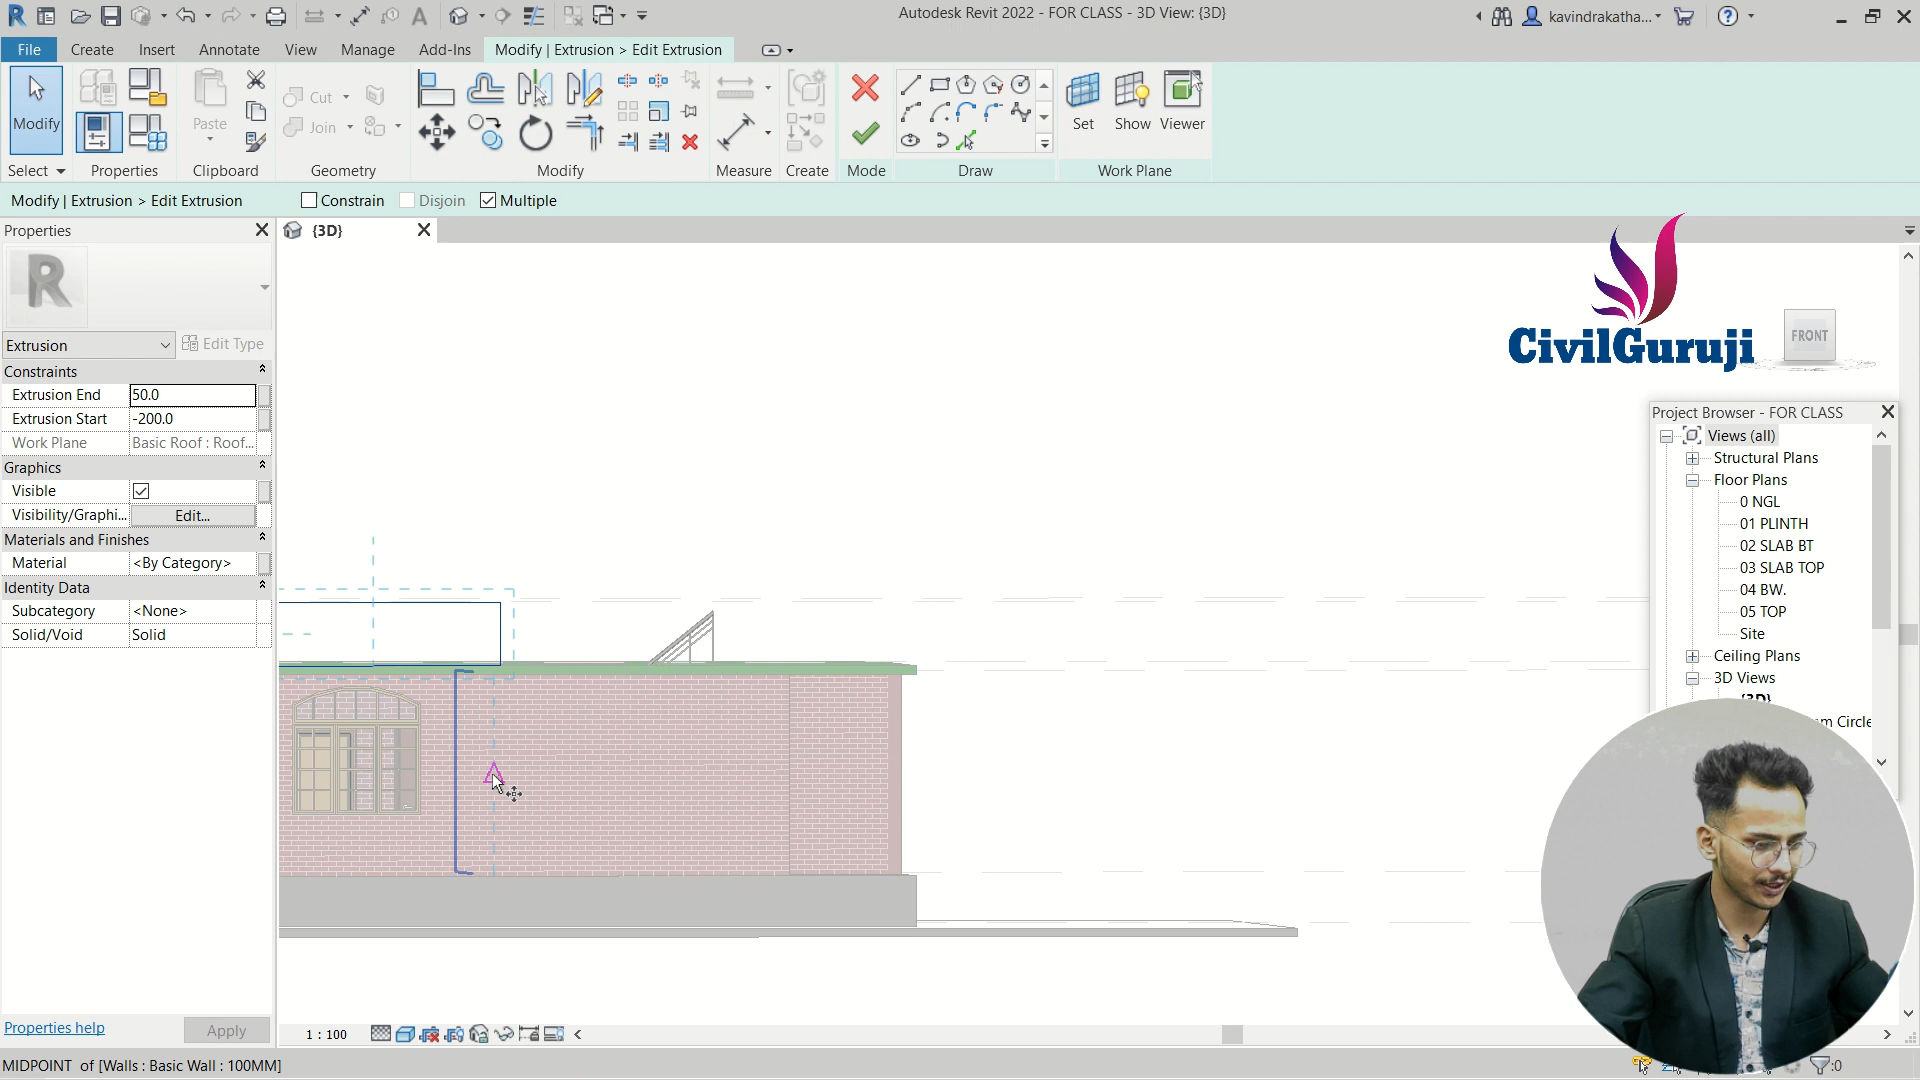 Autodesk Revit 2022 - FOR CLASS - 3D View: {3D}
kavindrakatha...
File Create Insert Annotate View Manage Add-Ins Modify | Extrusion > Edit Extrusion
Modify
Paste
Cut
Join
Set Show Viewer
Select Properties Clipboard Geometry Modify Measure Create Mode Draw Work Plane
Modify | Extrusion > Edit Extrusion Constrain Disjoin Multiple
Properties
{3D}
R
Extrusion Edit Type
Constraints
Extrusion End 50.0
Extrusion Start -200.0
Work Plane Basic Roof : Roof...
Graphics
Visible
Visibility/Graphi... Edit...
Materials and Finishes
Material <By Category>
Identity Data
Subcategory <None>
Solid/Void Solid
CivilGuruji
FRONT
Project Browser - FOR CLASS
Views (all)
Structural Plans
Floor Plans
0 NGL
01 PLINTH
02 SLAB BT
03 SLAB TOP
04 BW.
05 TOP
Site
Ceiling Plans
3D Views
{3D}
m Circle
Properties help Apply
1 : 100
MIDPOINT of [Walls : Basic Wall : 100MM]
:0